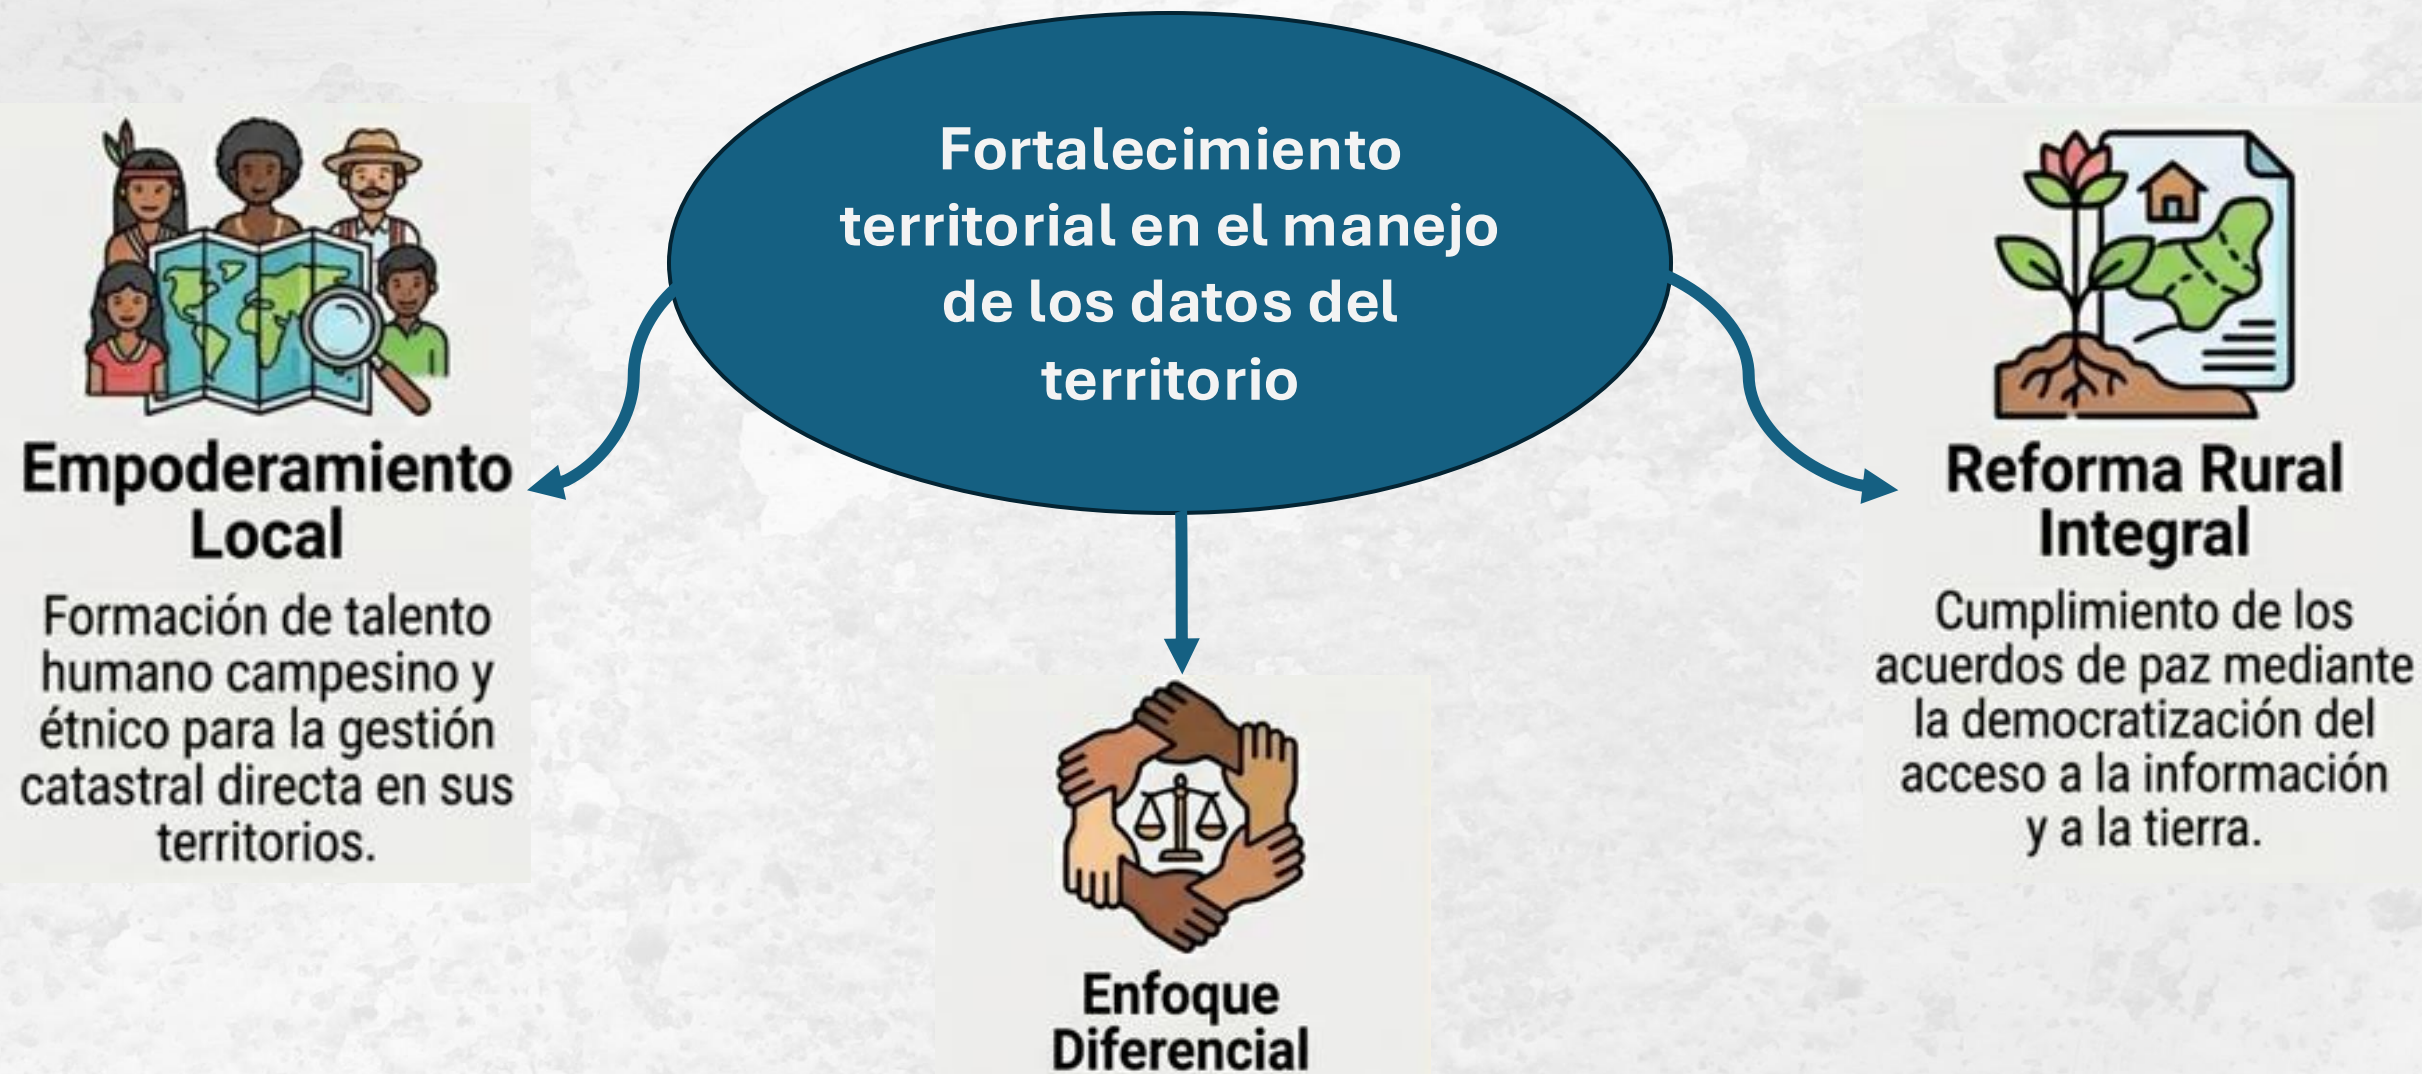 Fortalecimiento
territorial en el manejo
de los datos del
territorio
Empoderamiento
Local
Formación de talento
humano campesino y
étnico para la gestión
catastral directa en sus
territorios.
Enfoque
Diferencial
Reforma Rural
Integral
Cumplimiento de los
acuerdos de paz mediante
la democratización del
acceso a la información
y a la tierra.